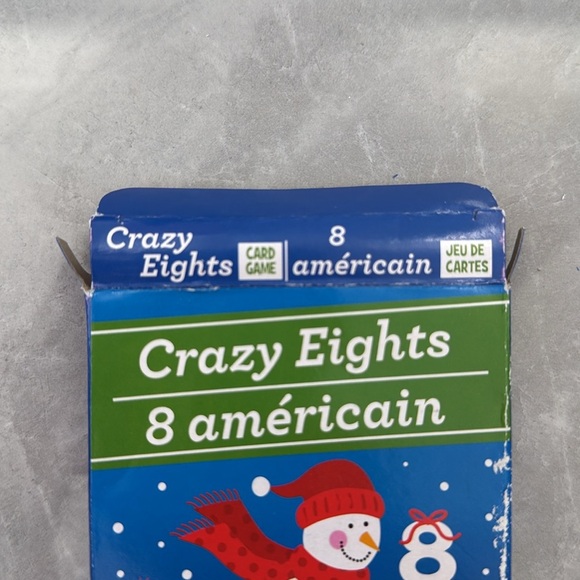 Crazy
Eights
CARD
GAME
8
américain
JEU DE
CARTES
Crazy Eights
8 américain
8